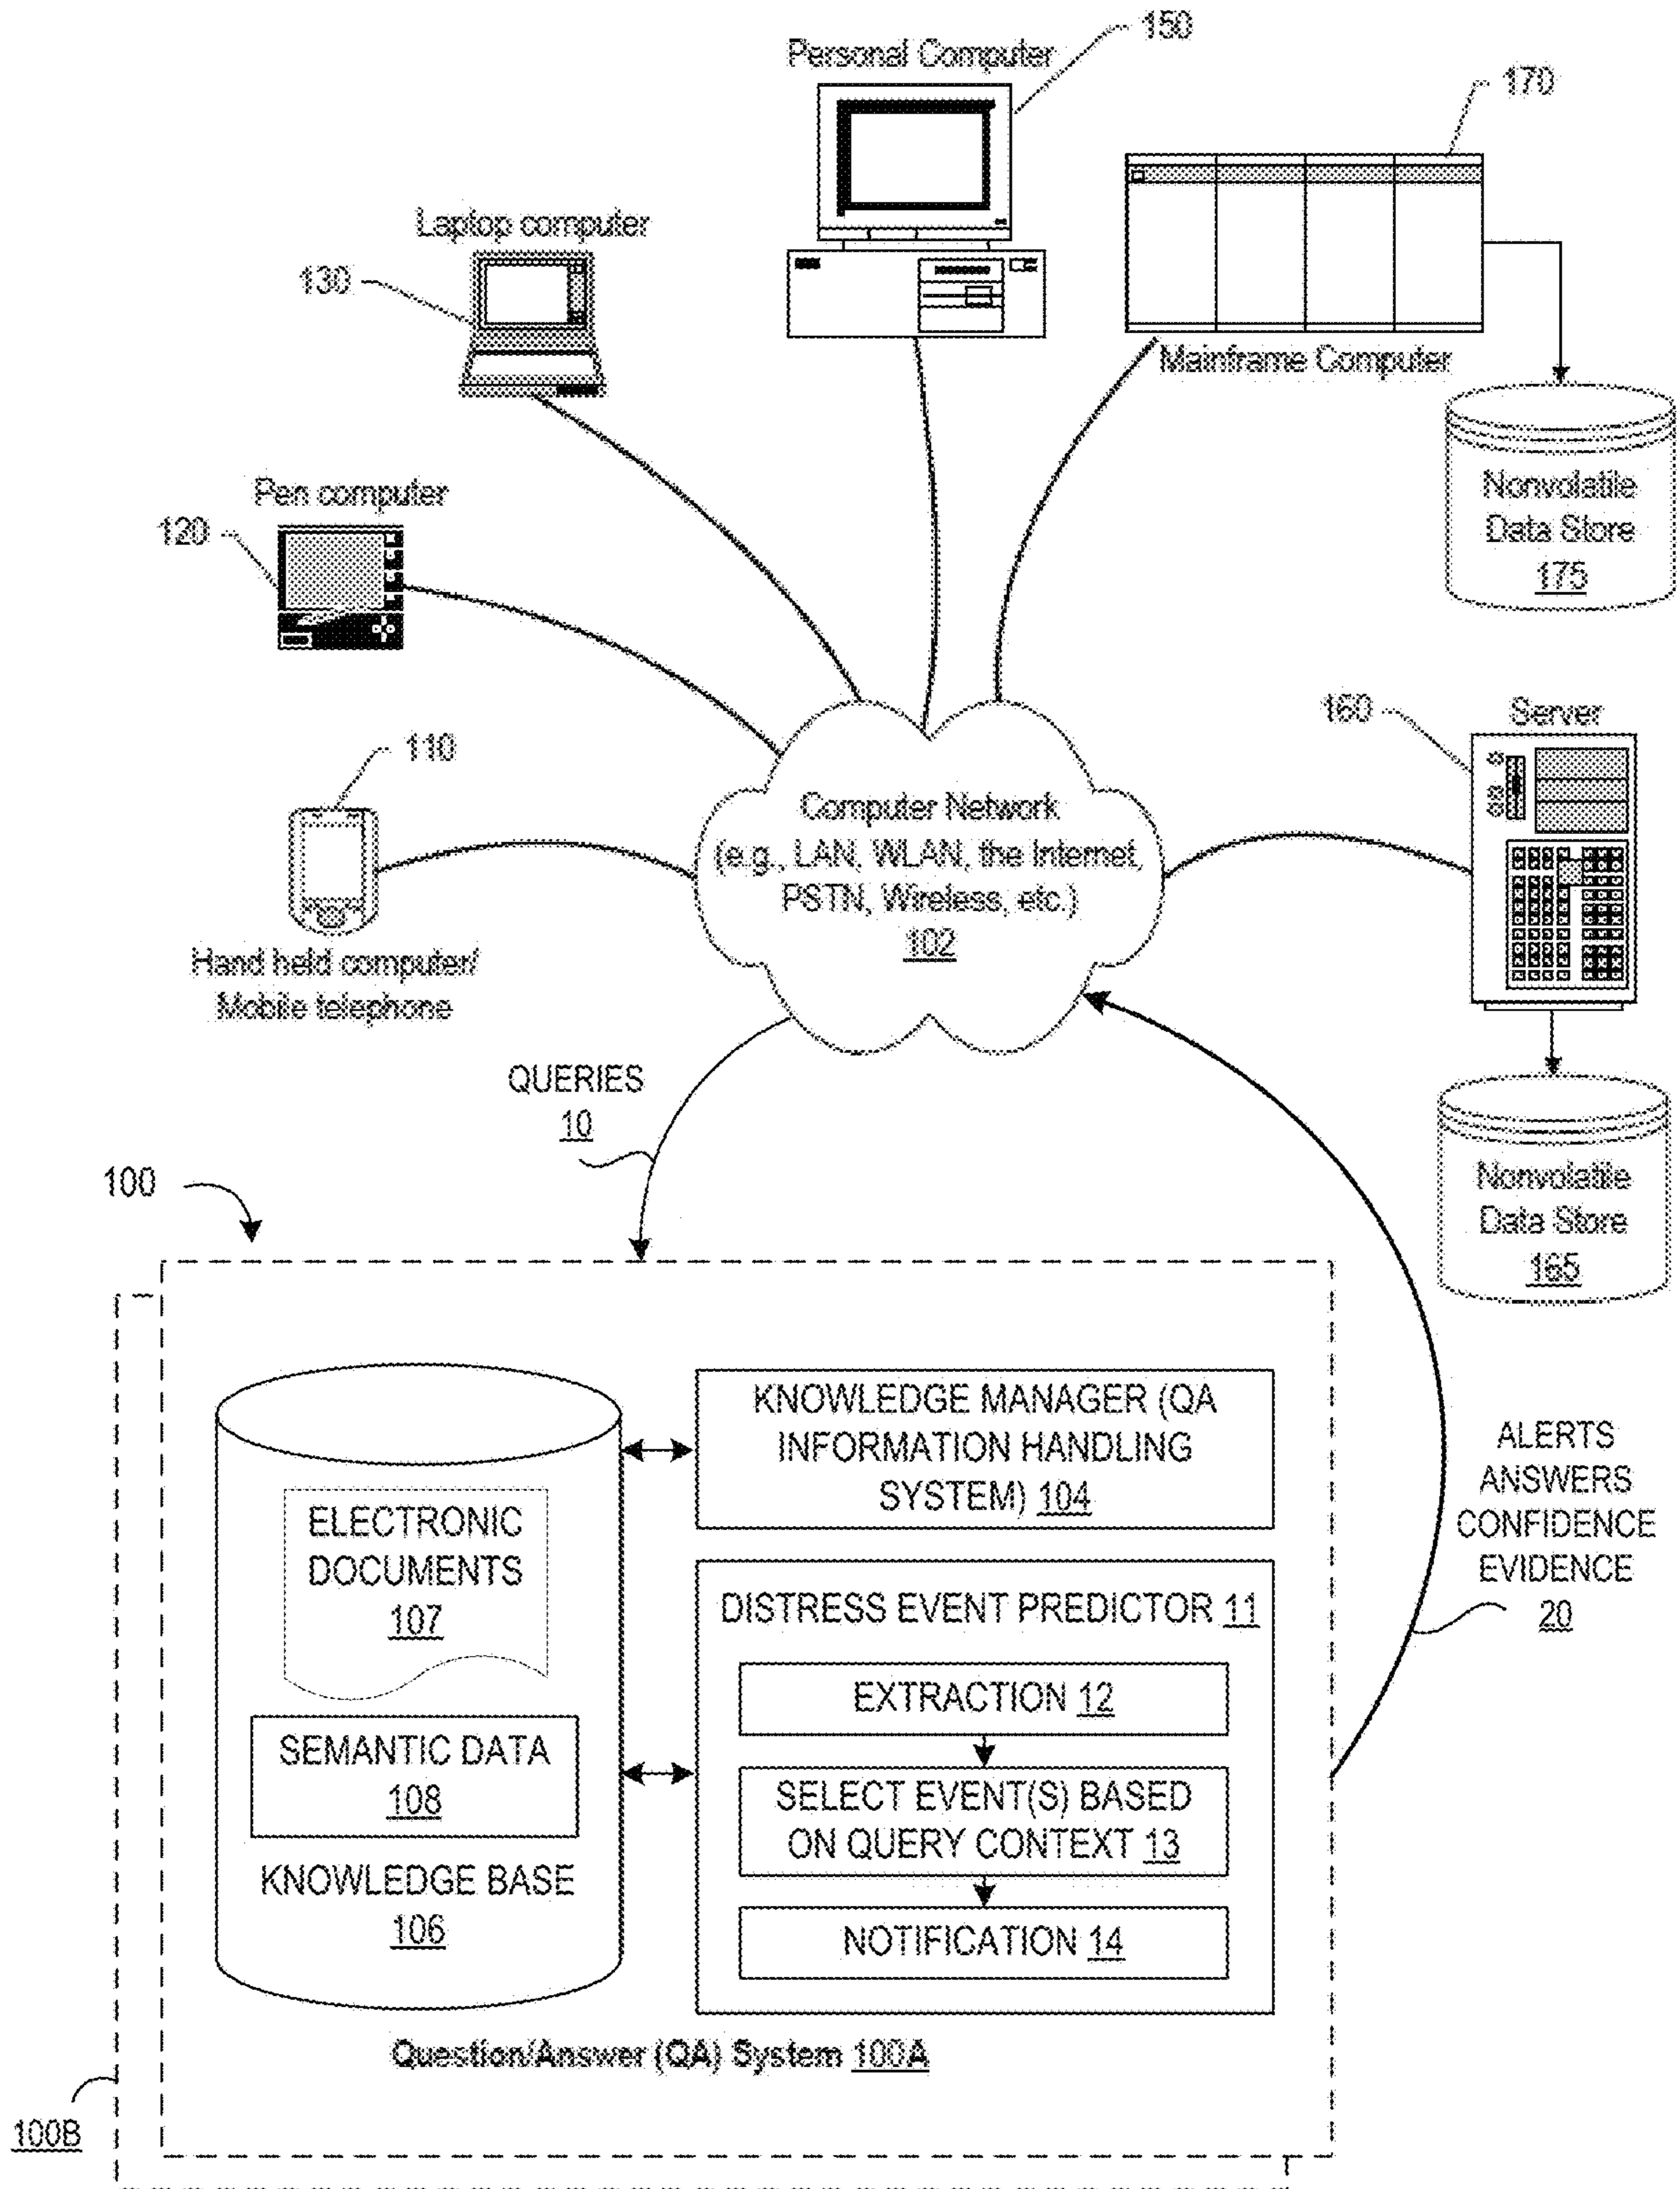 150
Personal Computer
170
Laptop computer
130
Mainframe Computer
Nonvolatile
Data Store
175
Pen computer
120
160
Server
110
Computer Network
(e.g., LAN, WLAN, the Internet,
PSTN, Wireless, etc.)
102
Hand held computer/
Mobile telephone
QUERIES
10
Nonvolatile
Data Store
165
100
KNOWLEDGE MANAGER (QA
INFORMATION HANDLING
SYSTEM) 104
ELECTRONIC
DOCUMENTS
107
ALERTS
ANSWERS
CONFIDENCE
EVIDENCE
20
DISTRESS EVENT PREDICTOR 11
EXTRACTION 12
SEMANTIC DATA
108
SELECT EVENT(S) BASED
ON QUERY CONTEXT 13
KNOWLEDGE BASE
106
NOTIFICATION 14
Question/Answer (QA) System 100A
100B